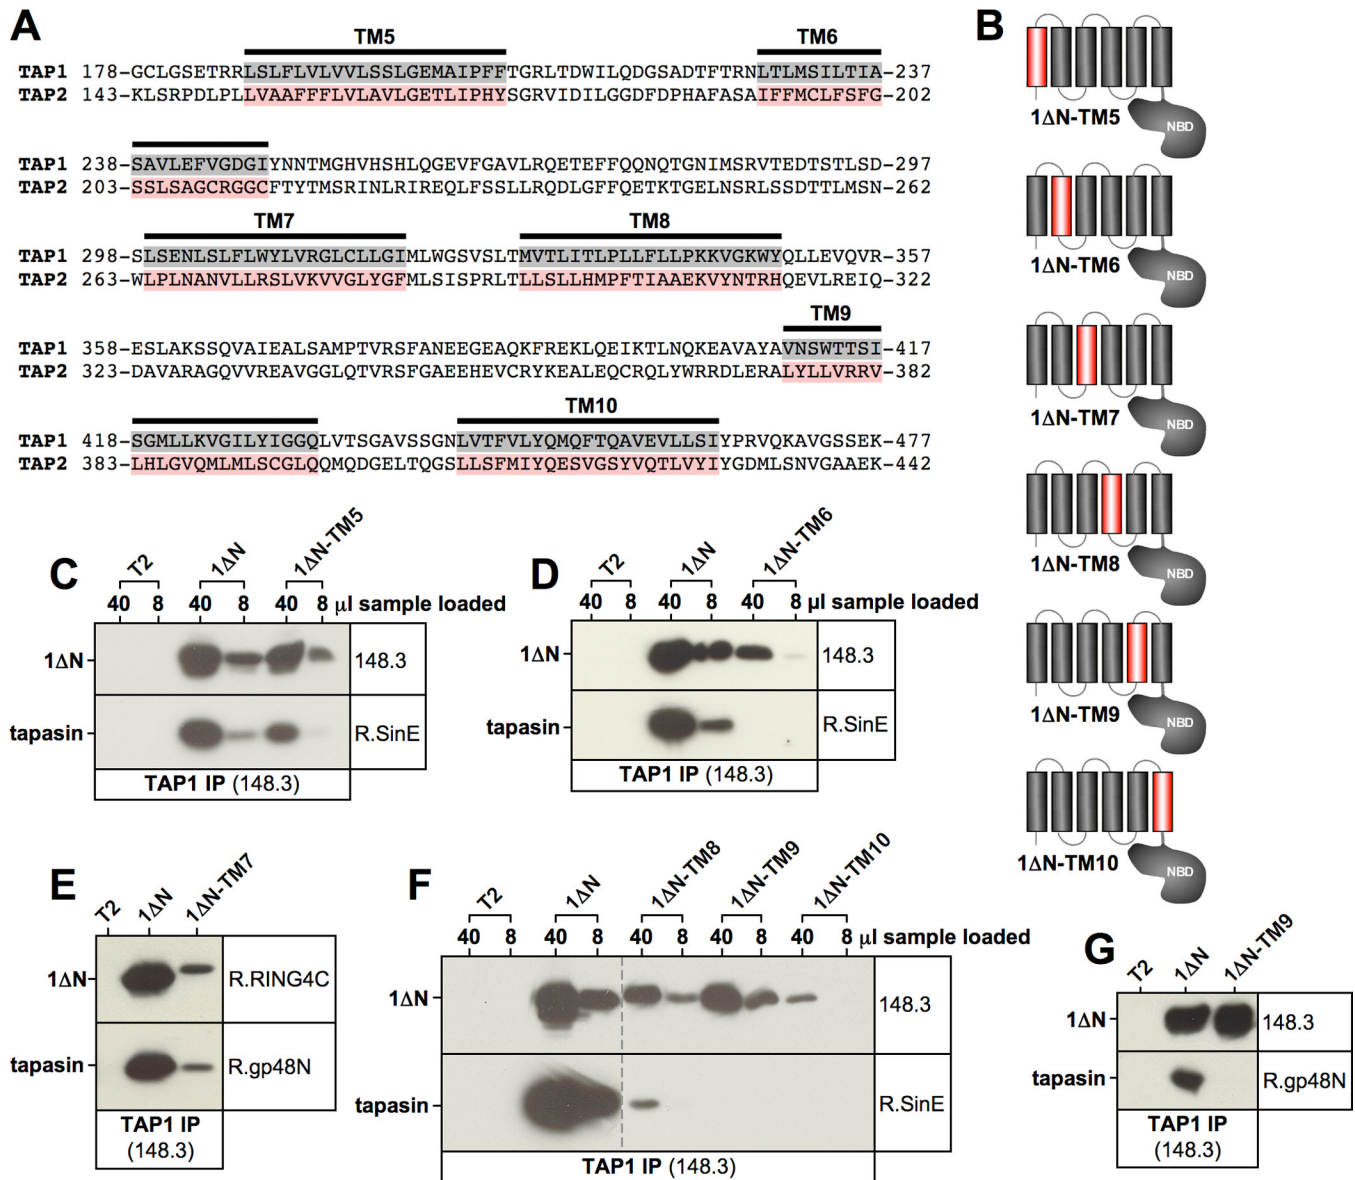 A
TM5 TM6
TAP1 178-GCLGSETRRLSLFLVLVVLSSLGEMAIPFFTGRLTDWILQDGSADTFTRNLTLMSILTIA-237
TAP2 143-KLSRPDLPLLVAAFFFLVLAVLGETLIPHYSGRVIDILGGDFDPHAFASAIFFMCLFSFG-202
TAP1 238-SAVLEFVGDGIYNNTMGHVHSHLQGEVFGAVLRQETEFFQQNQTGNIMSRVTEDTSTLSD-297
TAP2 203-SSLSAGCRGGCFTYTMSRINLRIREQLFSSLLRQDLGFFQETKTGELNSRLSSDTTLMSN-262
TM7 TM8
TAP1 298-SLSENLSLFLWYLVRGLCLLGIMLWGSVSLTMVTLITLPLLFLLPKKVGKWYQLLEVQVR-357
TAP2 263-WLPLNANVLLRSLVKVVGLYGFMLSISPRLTLLSLLHMPFTIAAEKVYNTRHQEVLREIQ-322
TM9
TAP1 358-ESLAKSSQVAIEALSAMPTVRSFANEEGEAQKFREKLQEIKTLNQKEAVAYAVNSWTTSI-417
TAP2 323-DAVARAGQVVREAVGGLQTVRSFGAEEHEVCRYKEALEQCRQLYWRRDLERALYLLVRRV-382
TM10
TAP1 418-SGMLLKVGILYIGGQLVTSGAVSSGNLVTFVLYQMQFTQAVEVLLSIYPRVQKAVGSSEK-477
TAP2 383-LHLGVQMLMLSCGLQQMQDGELTQGSLLSFMIYQESVGSYVQTLVYIYGDMLSNVGAAEK-442
B
NBD
1ΔN-TM5
NBD
1ΔN-TM6
NBD
1ΔN-TM7
NBD
1ΔN-TM8
NBD
1ΔN-TM9
NBD
1ΔN-TM10
C
T2 1ΔN 1ΔN-TM5
40 8 40 8 40 8 µl sample loaded
1ΔN 148.3
tapasin R.SinE
TAP1 IP (148.3)
D
T2 1ΔN 1ΔN-TM6
40 8 40 8 40 8 µl sample loaded
1ΔN 148.3
tapasin R.SinE
TAP1 IP (148.3)
E
T2 1ΔN 1ΔN-TM7
1ΔN R.RING4C
tapasin R.gp48N
TAP1 IP
(148.3)
F
T2 1ΔN 1ΔN-TM8 1ΔN-TM9 1ΔN-TM10
40 8 40 8 40 8 40 8 40 8 µl sample loaded
1ΔN 148.3
tapasin R.SinE
TAP1 IP (148.3)
G
T2 1ΔN 1ΔN-TM9
1ΔN 148.3
tapasin R.gp48N
TAP1 IP
(148.3)